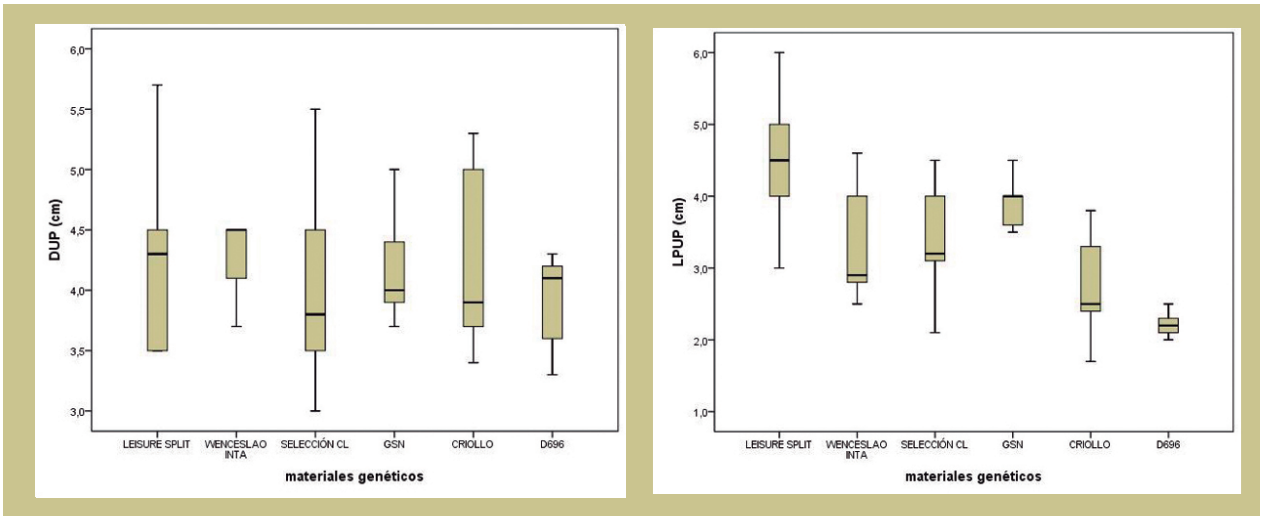 6,0
5,5
5,0
4,5
4,0
3,5
3,0
DUP (cm)
LEISURE SPLIT WENCESLAO INTA SELECCIÓN CL GSN CRIOLLO D696
materiales genéticos
6,0
5,0
4,0
3,0
2,0
1,0
LPUP (cm)
LEISURE SPLIT WENCESLAO INTA SELECCIÓN CL GSN CRIOLLO D696
materiales genéticos